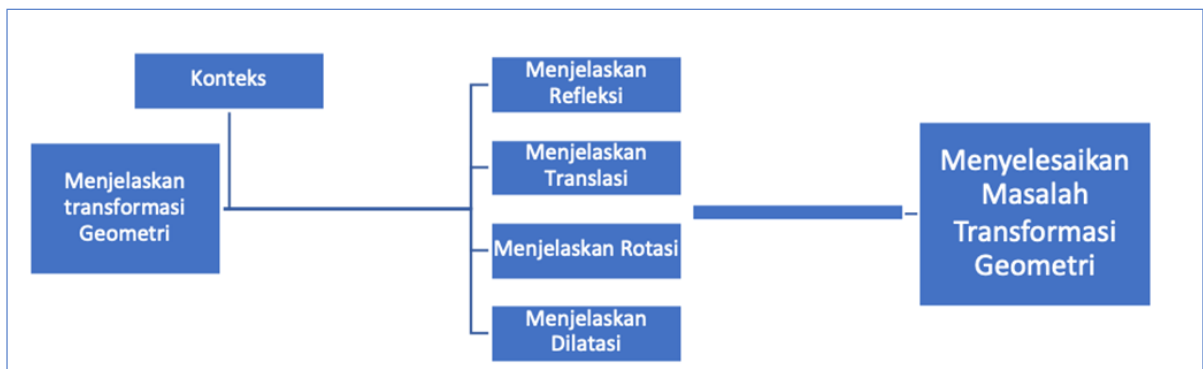 Konteks
Menjelaskan
transformasi
Geometri
Menjelaskan
Refleksi
Menjelaskan
Translasi
Menjelaskan Rotasi
Menjelaskan
Dilatasi
Menyelesaikan
Masalah
Transformasi
Geometri